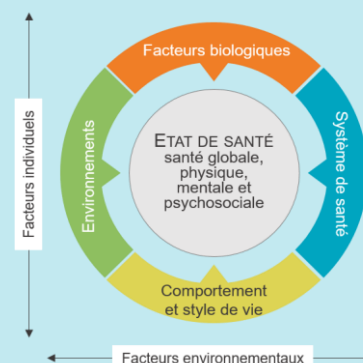 Facteurs biologiques
Facteurs individuels
Environnements
ETAT DE SANTÉ
santé globale,
physique,
mentale et
psychosociale
Système de santé
Comportement
et style de vie
Facteurs environnementaux